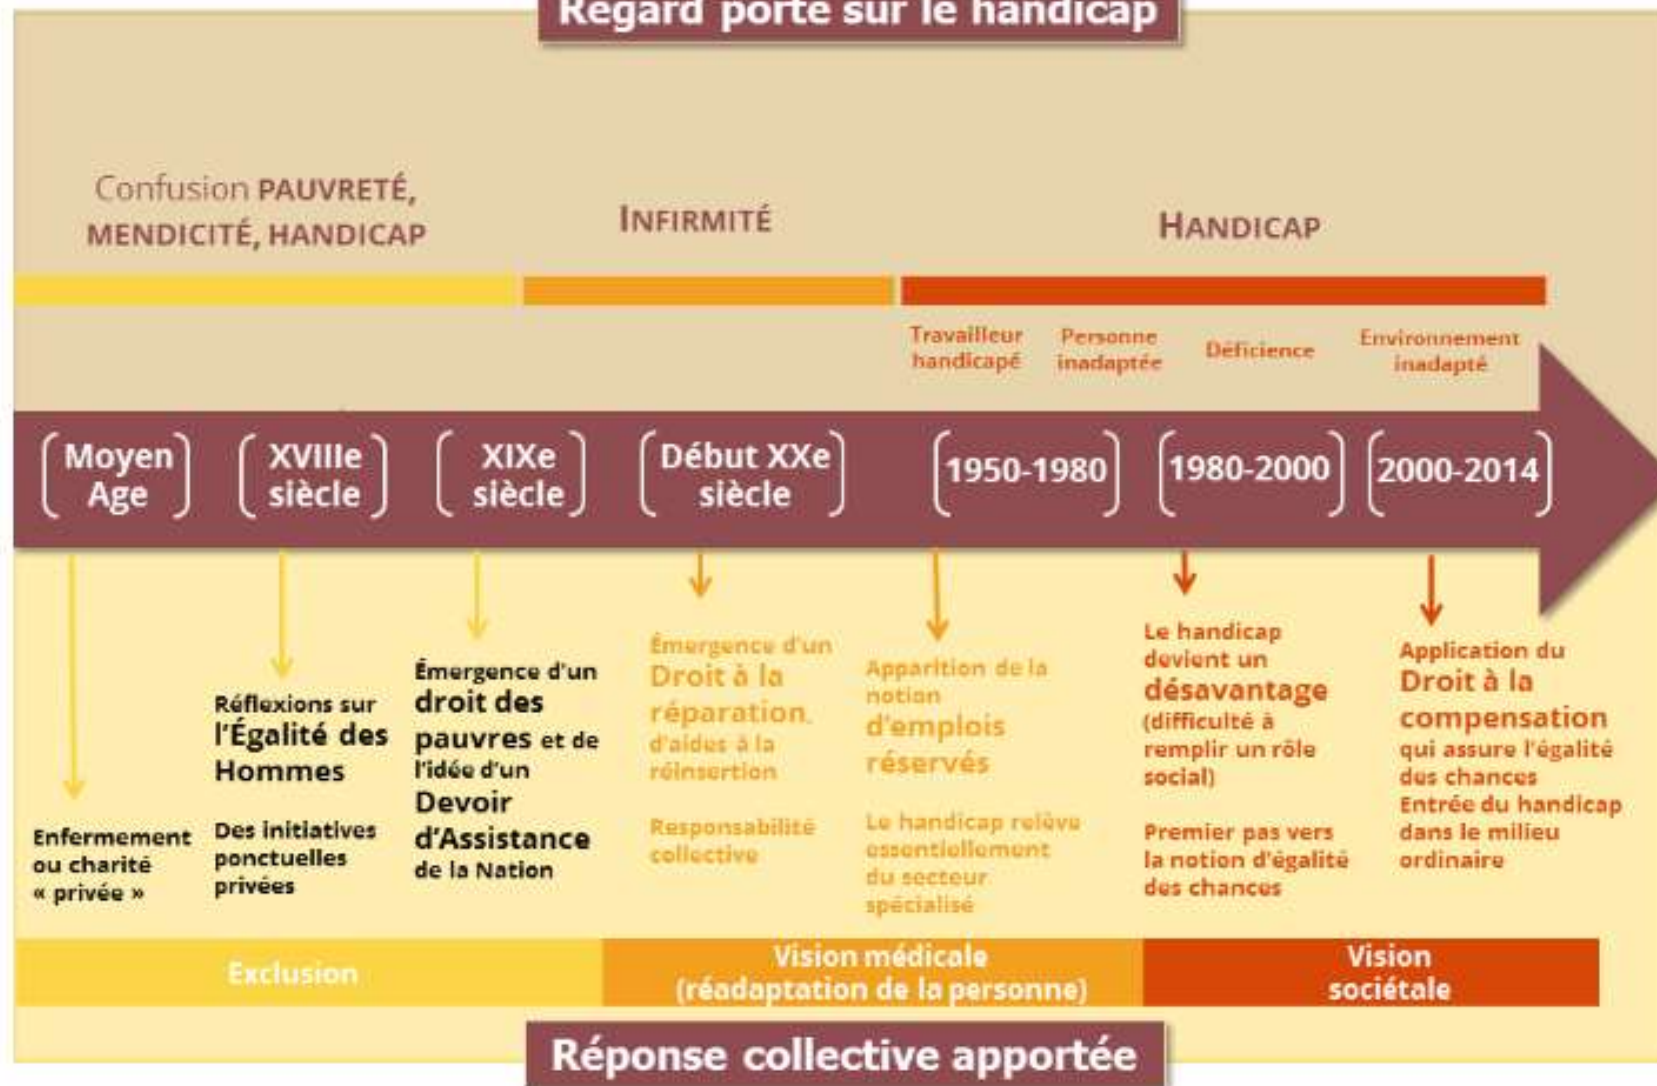 Regard porté sur le handicap
Confusion PAUVRETÉ,
MENDICITÉ, HANDICAP
INFIRMITÉ
HANDICAP
Travailleur
handicapé
Personne
inadaptée
Déficience
Environnement
inadapté
Moyen
Age
XVIIIe
siècle
XIXe
siècle
Début XXe
siècle
1950-1980
1980-2000
2000-2014
Enfermement
ou charité
« privée »
Réflexions sur
l'Égalité des
Hommes
Des initiatives
ponctuelles
privées
Émergence d'un
droit des
pauvres et de
l'idée d'un
Devoir
d'Assistance
de la Nation
Émergence d'un
Droit à la
réparation,
d'aides à la
réinsertion
Responsabilité
collective
Apparition de la
notion
d'emplois
réservés
Le handicap relève
essentiellement
du secteur
spécialisé
Le handicap
devient un
désavantage
(difficulté à
remplir un rôle
social)
Premier pas vers
la notion d'égalité
des chances
Application du
Droit à la
compensation
qui assure l'égalité
des chances
Entrée du handicap
dans le milieu
ordinaire
Exclusion
Vision médicale
(réadaptation de la personne)
Vision
sociétale
Réponse collective apportée